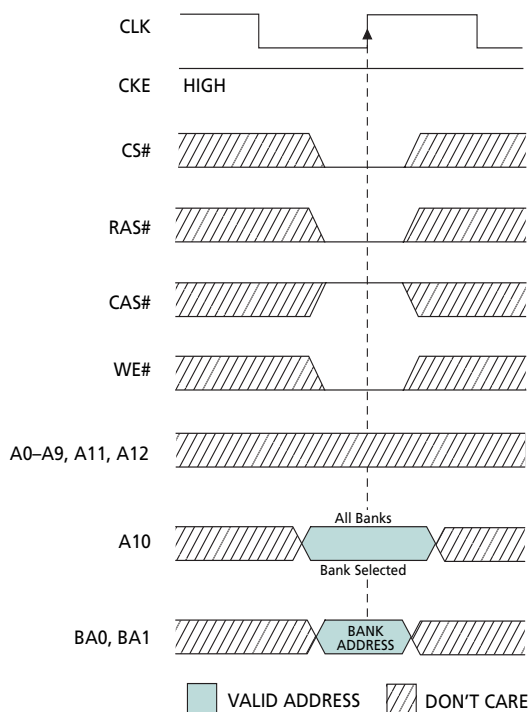 CLK
CKE HIGH
CS#
RAS#
CAS#
WE#
A0–A9, A11, A12
All Banks
A10
Bank Selected
BA0, BA1 BANK ADDRESS
VALID ADDRESS DON'T CARE